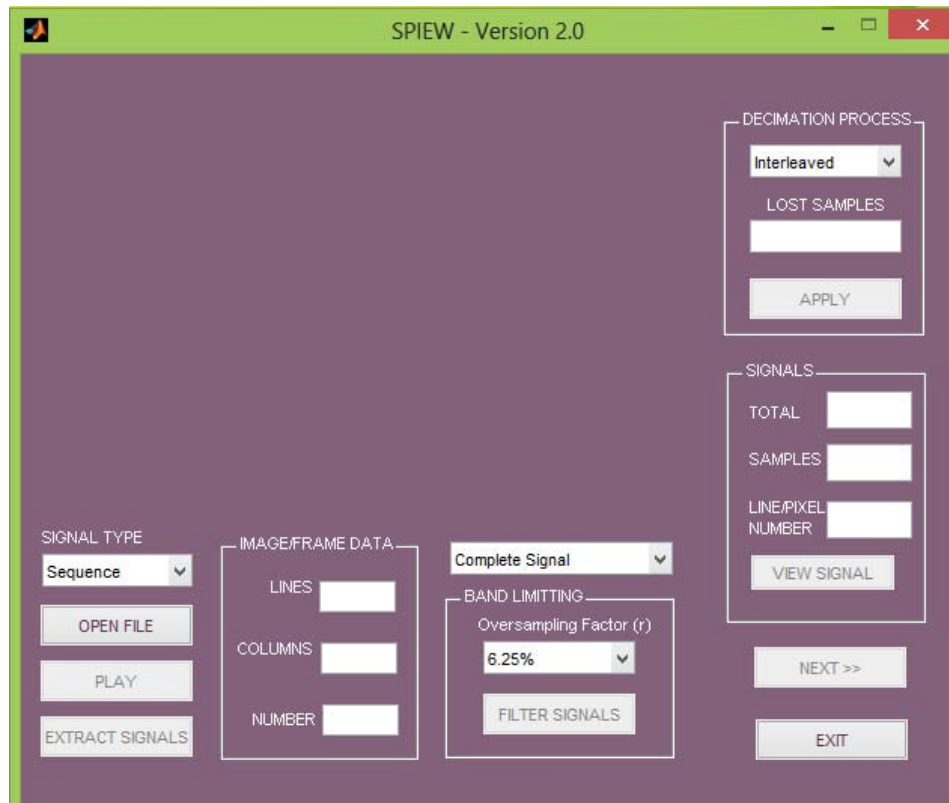 SPIEW - Version 2.0
DECIMATION PROCESS
Interleaved
LOST SAMPLES
APPLY
SIGNALS
TOTAL
SAMPLES
LINE/PIXEL
NUMBER
VIEW SIGNAL
SIGNAL TYPE
Sequence
OPEN FILE
PLAY
EXTRACT SIGNALS
IMAGE/FRAME DATA
LINES
COLUMNS
NUMBER
Complete Signal
BAND LIMITTING
Oversampling Factor (r)
6.25%
FILTER SIGNALS
NEXT >>
EXIT